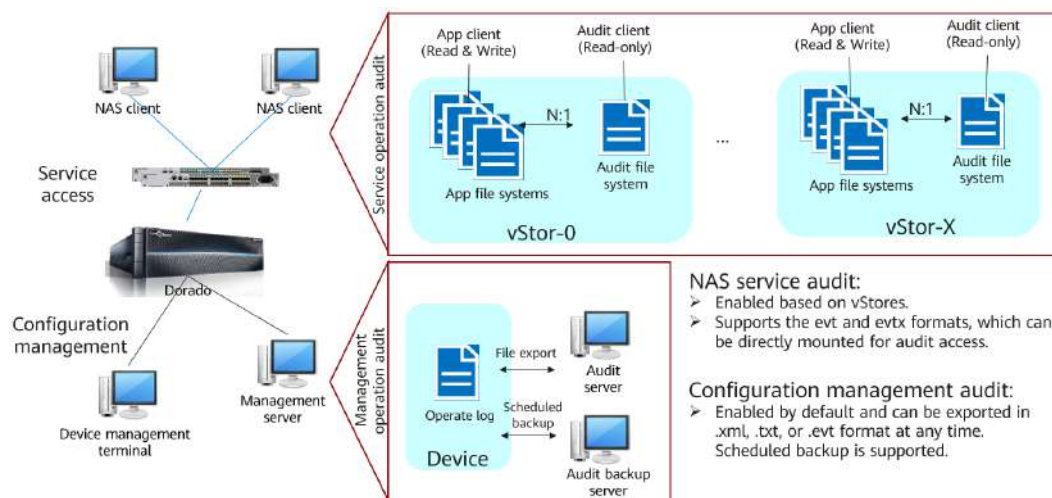 NAS client
NAS client
Service
access
Dorado
Configuration
management
Device management
terminal
Management
server
Service operation audit
App client
(Read & Write)
Audit client
(Read-only)
N:1
App file systems
Audit file
system
vStor-0
...
App client
(Read & Write)
Audit client
(Read-only)
N:1
App file systems
Audit file
system
vStor-X
Management
operation audit
Operate log
Device
File export
Audit
server
Scheduled
backup
Audit backup
server
NAS service audit:
➢ Enabled based on vStores.
➢ Supports the evt and evtx formats, which can
be directly mounted for audit access.
Configuration management audit:
➢ Enabled by default and can be exported in
.xml, .txt, or .evt format at any time.
Scheduled backup is supported.